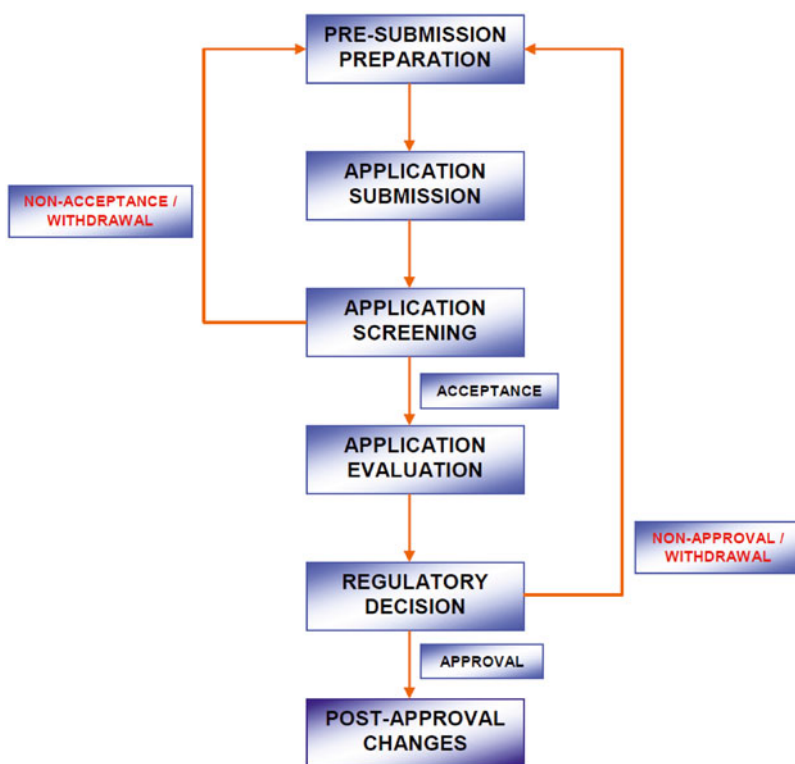 PRE-SUBMISSION
PREPARATION
APPLICATION
SUBMISSION
NON-ACCEPTANCE /
WITHDRAWAL
APPLICATION
SCREENING
ACCEPTANCE
APPLICATION
EVALUATION
NON-APPROVAL /
WITHDRAWAL
REGULATORY
DECISION
APPROVAL
POST-APPROVAL
CHANGES